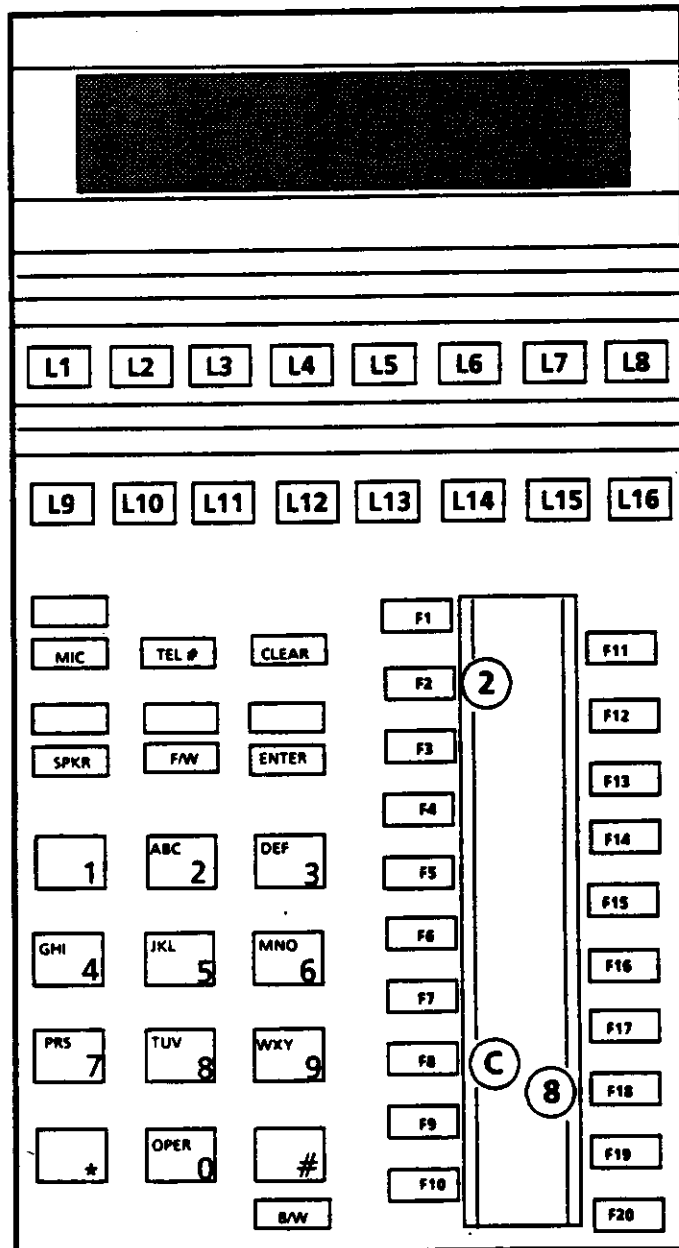 L1 L2 L3 L4 L5 L6 L7 L8
L9 L10 L11 L12 L13 L14 L15 L16
F1
MIC TEL # CLEAR
F11
F2 2
F12
SPKR F/W ENTER
F3
F13
F4
F14
1 ABC 2 DEF 3
F5
F15
F6
GHI 4 JKL 5 MNO 6
F16
F7
F17
PRS 7 TUV 8 WXY 9
F8 C
8 F18
F9
F19
* OPER 0 #
F10
B/W
F20